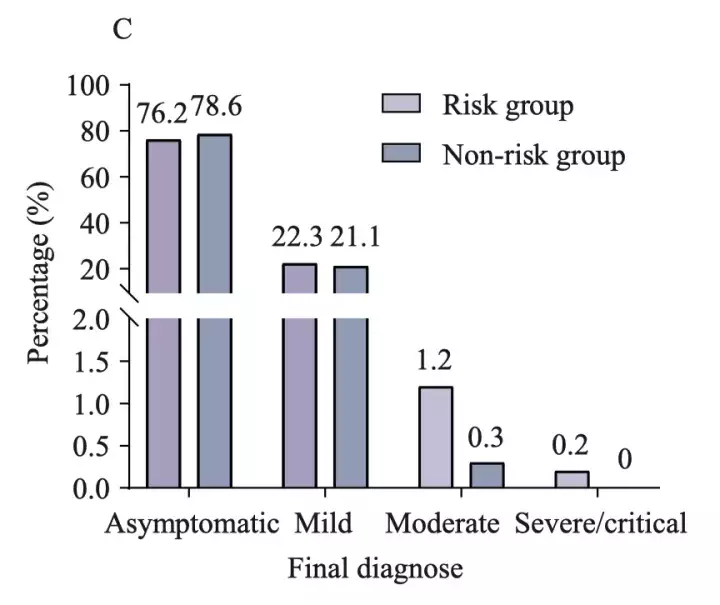 C
100
80
60
40
20
2.0
1.5
1.0
0.5
0.0
Percentage (%)
76.2 78.6
22.3 21.1
1.2
0.3
0.2
0
Risk group
Non-risk group
Asymptomatic Mild Moderate Severe/critical
Final diagnose